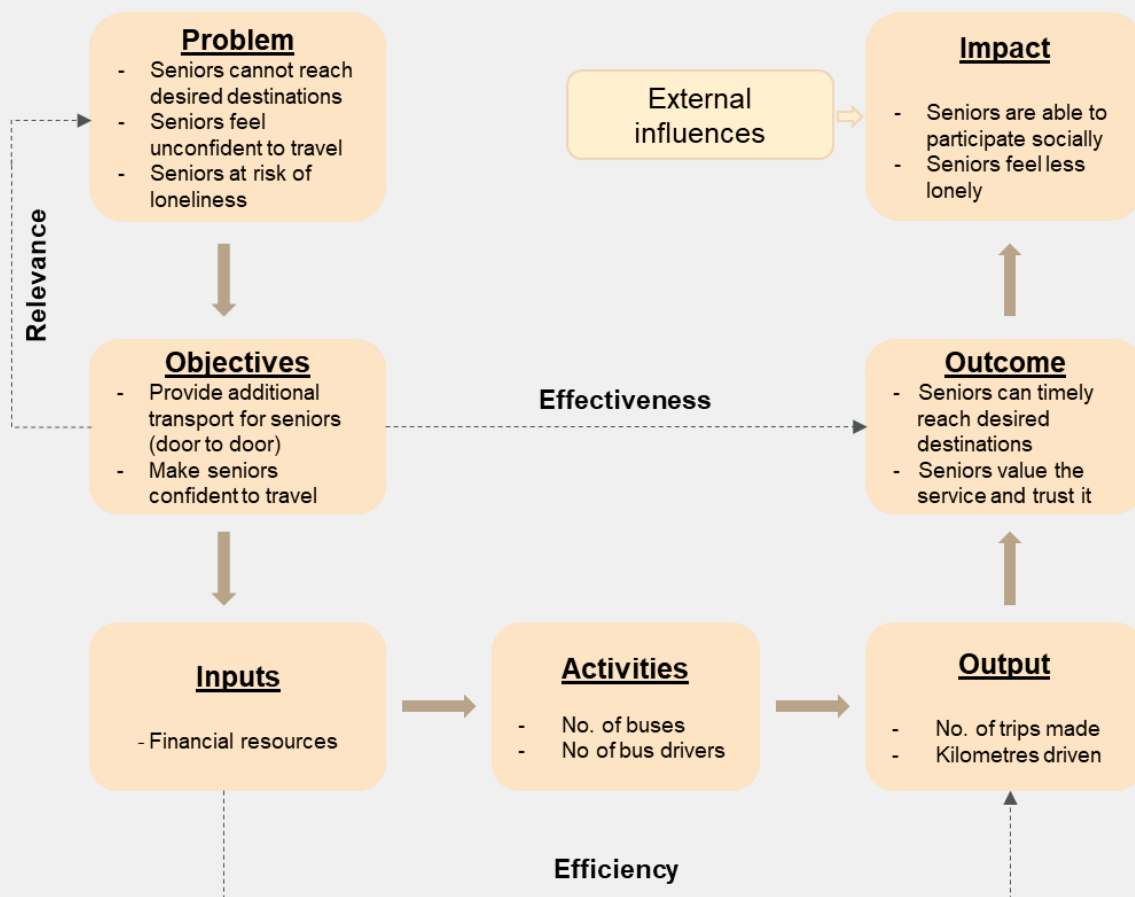 Problem
- Seniors cannot reach
desired destinations
- Seniors feel
unconfident to travel
- Seniors at risk of
loneliness
External
influences
Impact
- Seniors are able to
participate socially
- Seniors feel less
lonely
Relevance
Objectives
- Provide additional
transport for seniors
(door to door)
- Make seniors
confident to travel
Effectiveness
Outcome
- Seniors can timely
reach desired
destinations
- Seniors value the
service and trust it
Inputs
- Financial resources
Activities
- No. of buses
- No of bus drivers
Output
- No. of trips made
- Kilometres driven
Efficiency